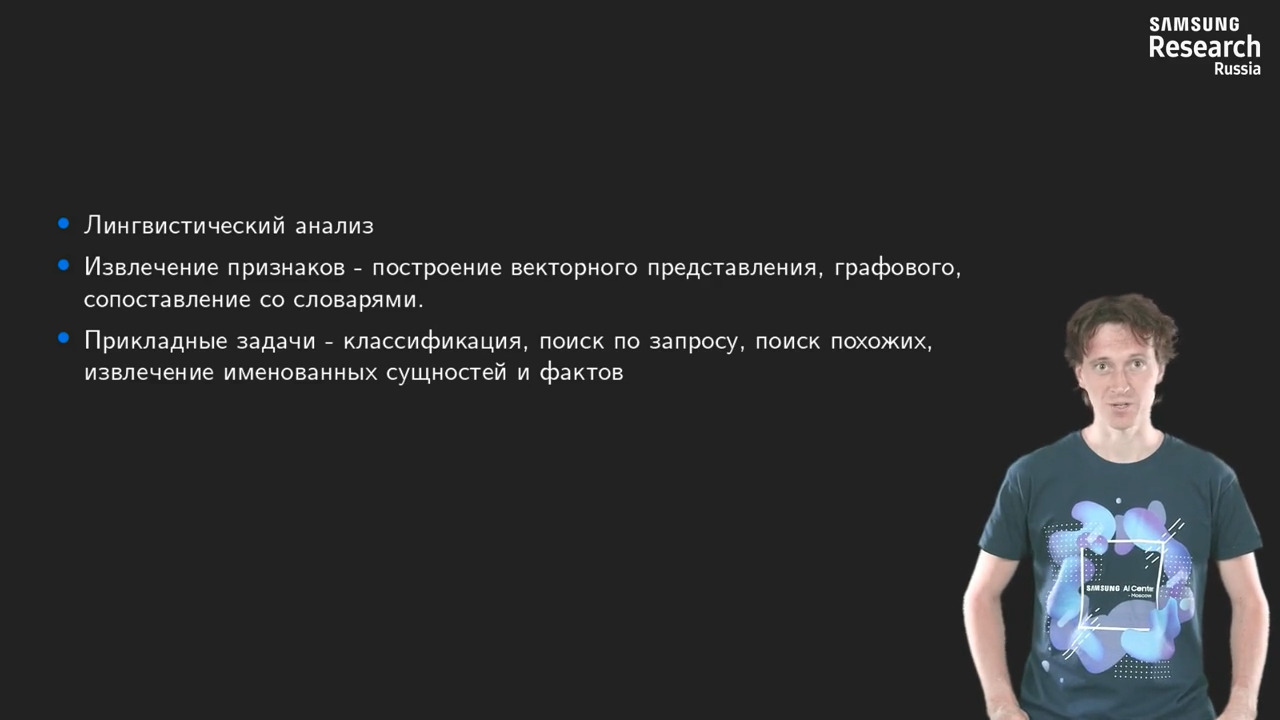 SAMSUNG
Research
Russia
• Лингвистический анализ
• Извлечение признаков - построение векторного представления, графового,
сопоставление со словарями.
• Прикладные задачи - классификация, поиск по запросу, поиск похожих,
извлечение именованных сущностей и фактов
SAMSUNG AI Center
- Moscow